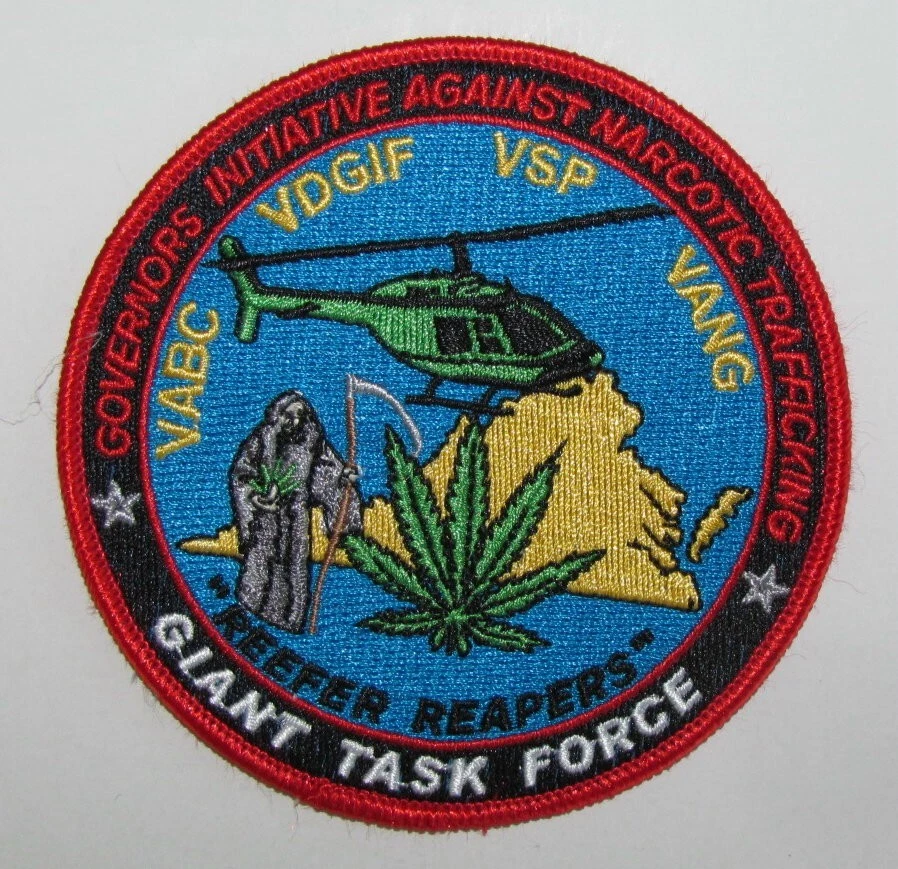 GOVERNORS INITIATIVE AGAINST NARCOTIC TRAFFICKING
VABC
VDGIF
VSP
VANG
"REEFER REAPERS"
GIANT TASK FORCE